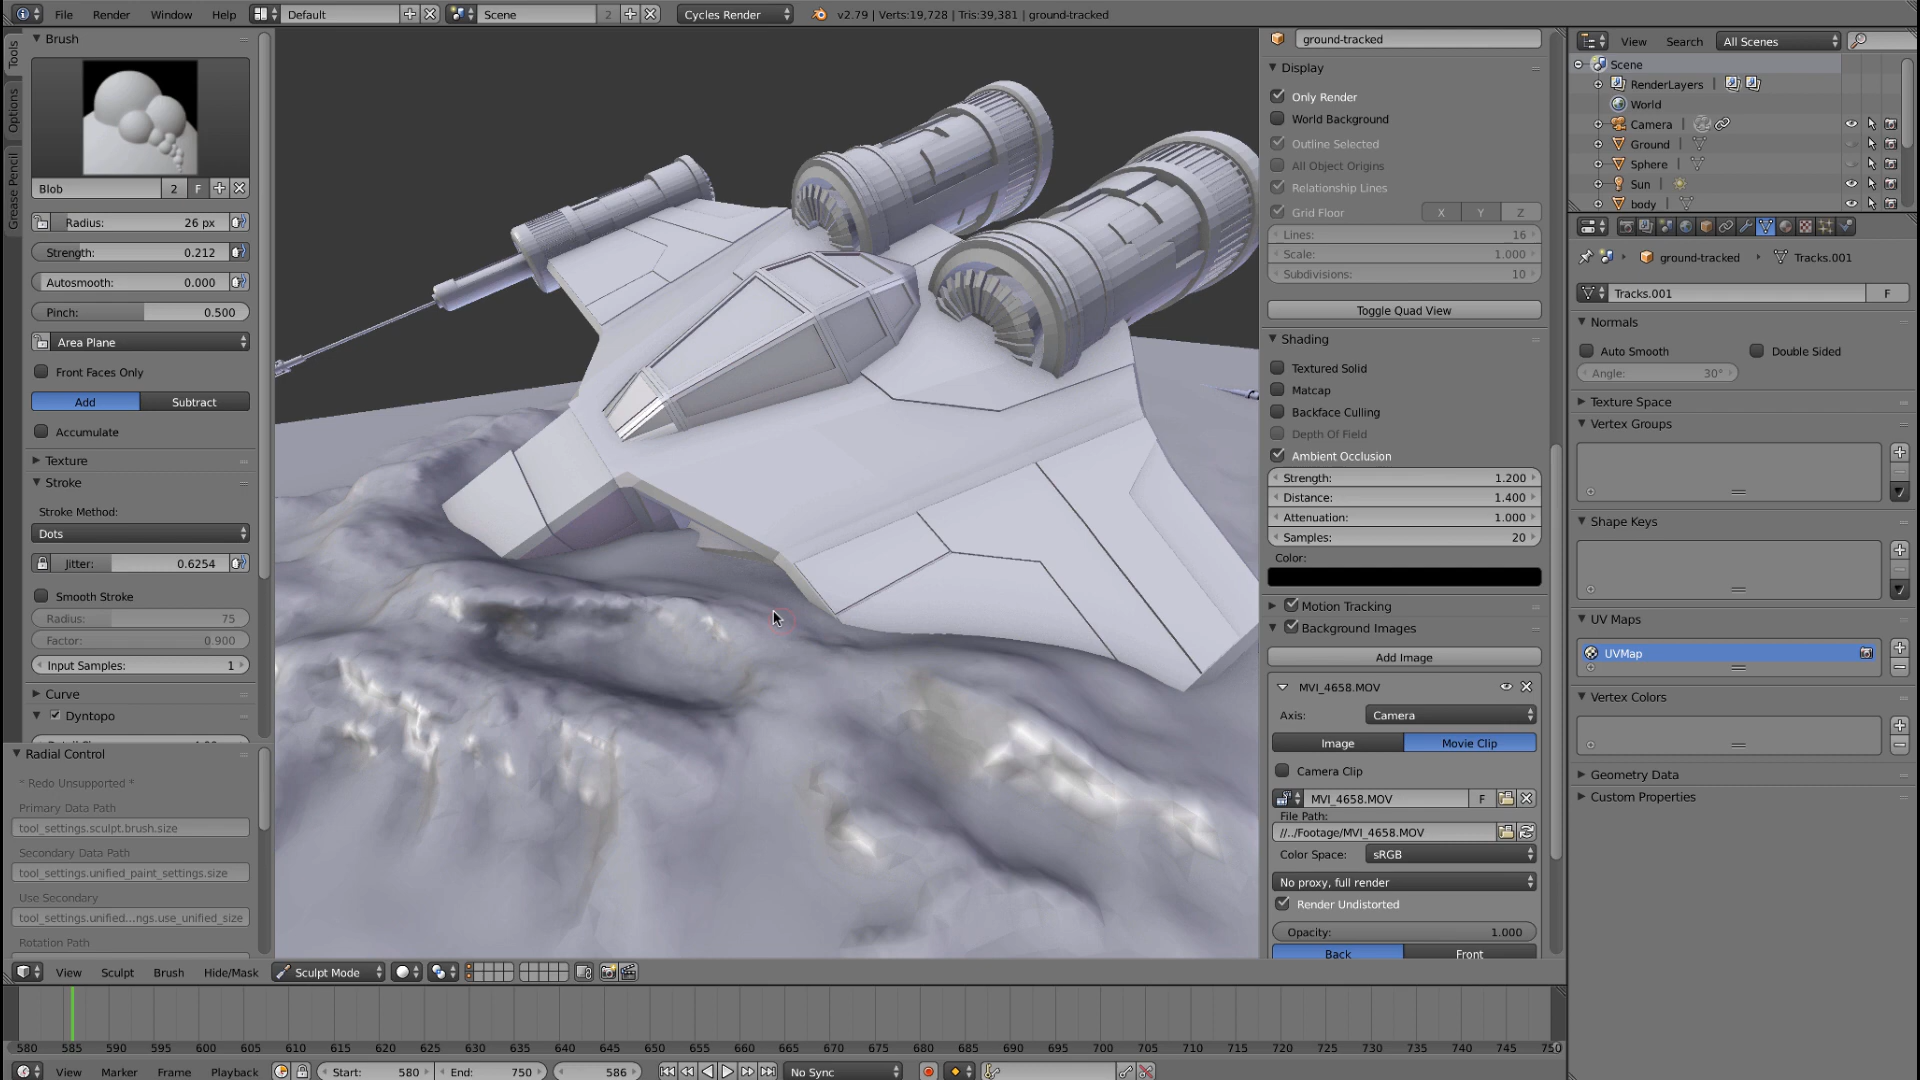 File Render Window Help Default Scene 2 Cycles Render v2.79 | Verts:19,728 | Tris:39,381 | ground-tracked
Tools
Options
Grease Pencil
Brush
Blob 2 F
Radius: 26 px
Strength: 0.212
Autosmooth: 0.000
Pinch: 0.500
Area Plane
Front Faces Only
Add Subtract
Accumulate
Texture
Stroke
Stroke Method:
Dots
Jitter: 0.6254
Smooth Stroke
Radius: 75
Factor: 0.900
Input Samples: 1
Curve
Dyntopo
Radial Control
* Redo Unsupported *
Primary Data Path
tool_settings.sculpt.brush.size
Secondary Data Path
tool_settings.unified_paint_settings.size
Use Secondary
tool_settings.unified...ngs.use_unified_size
Rotation Path
ground-tracked
Display
Only Render
World Background
Outline Selected
All Object Origins
Relationship Lines
Grid Floor X Y Z
Lines: 16
Scale: 1.000
Subdivisions: 10
Toggle Quad View
Shading
Textured Solid
Matcap
Backface Culling
Depth Of Field
Ambient Occlusion
Strength: 1.200
Distance: 1.400
Attenuation: 1.000
Samples: 20
Color:
Motion Tracking
Background Images
Add Image
MVI_4658.MOV
Axis: Camera
Image Movie Clip
Camera Clip
MVI_4658.MOV F
File Path:
//../Footage/MVI_4658.MOV
Color Space: sRGB
No proxy, full render
Render Undistorted
Opacity: 1.000
Back Front
View Search All Scenes
Scene
RenderLayers
World
Camera
Ground
Sphere
Sun
body
ground-tracked Tracks.001
Tracks.001 F
Normals
Auto Smooth Double Sided
Angle: 30°
Texture Space
Vertex Groups
Shape Keys
UV Maps
UVMap
Vertex Colors
Geometry Data
Custom Properties
View Sculpt Brush Hide/Mask Sculpt Mode
580 585 590 595 600 605 610 615 620 625 630 635 640 645 650 655 660 665 670 675 680 685 690 695 700 705 710 715 720 725 730 735 740 745 750
View Marker Frame Playback Start: 580 End: 750 586 No Sync